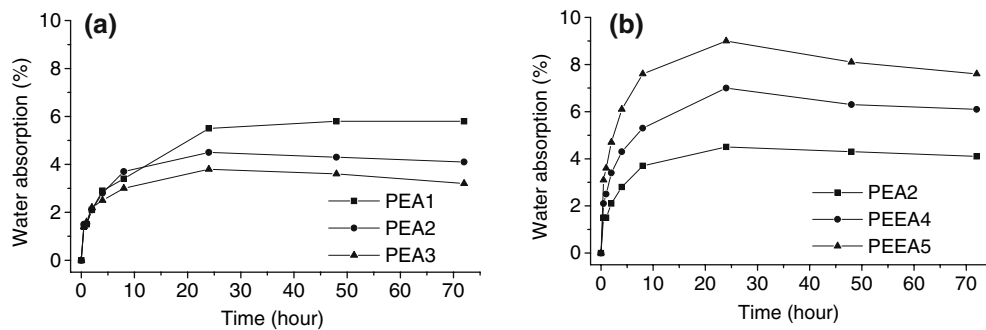 (a)
Water absorption (%)
10
8
6
4
2
0
PEA1
PEA2
PEA3
0 10 20 30 40 50 60 70
Time (hour)
(b)
Water absorption (%)
10
8
6
4
2
0
PEA2
PEEA4
PEEA5
0 10 20 30 40 50 60 70
Time (hour)